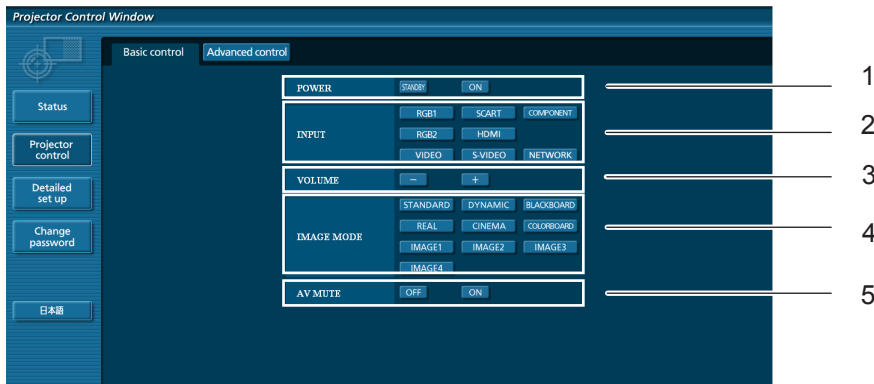 Projector Control Window
Basic control Advanced control
Status
Projector
control
Detailed
set up
Change
password
日本語
POWER STANDBY ON
INPUT
RGB1 SCART COMPONENT
RGB2 HDMI
VIDEO S-VIDEO NETWORK
VOLUME - +
IMAGE MODE
STANDARD DYNAMIC BLACKBOARD
REAL CINEMA COLORBOARD
IMAGE1 IMAGE2 IMAGE3
IMAGE4
AV MUTE OFF ON
1
2
3
4
5